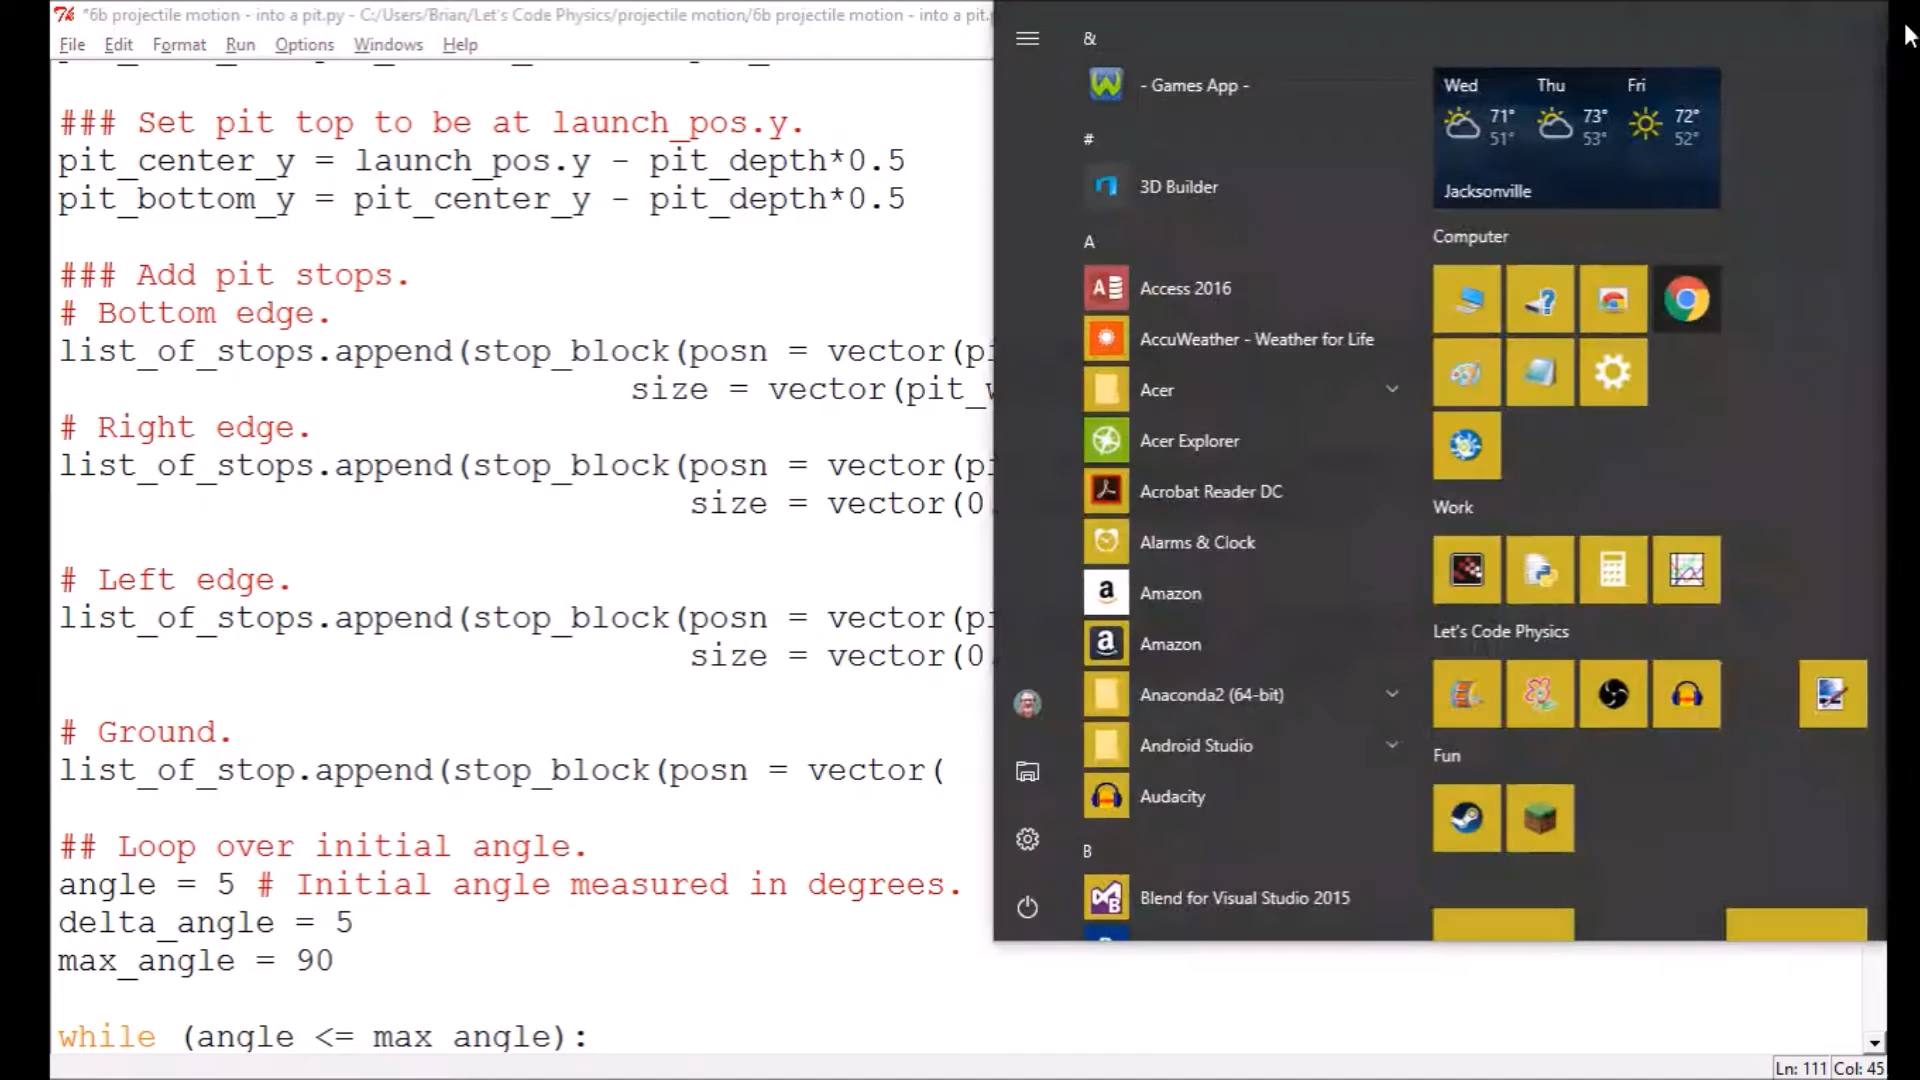 *6b projectile motion - into a pit.py - C:/Users/Brian/Let's Code Physics/projectile motion/6b projectile motion - into a pit.p
File Edit Format Run Options Windows Help
### Set pit top to be at launch_pos.y.
pit_center_y = launch_pos.y - pit_depth*0.5
pit_bottom_y = pit_center_y - pit_depth*0.5
### Add pit stops.
# Bottom edge.
list_of_stops.append(stop_block(posn = vector(pi
size = vector(pit_w
# Right edge.
list_of_stops.append(stop_block(posn = vector(pi
size = vector(0.
# Left edge.
list_of_stops.append(stop_block(posn = vector(pi
size = vector(0.
# Ground.
list_of_stop.append(stop_block(posn = vector(
## Loop over initial angle.
angle = 5 # Initial angle measured in degrees.
delta_angle = 5
max_angle = 90
while (angle <= max_angle):
Ln: 111 Col: 45
&
- Games App -
#
3D Builder
A
Access 2016
AccuWeather - Weather for Life
Acer
Acer Explorer
Acrobat Reader DC
Alarms & Clock
Amazon
Amazon
Anaconda2 (64-bit)
Android Studio
Audacity
B
Blend for Visual Studio 2015
Wed Thu Fri
71° 73° 72°
51° 53° 52°
Jacksonville
Computer
Work
Let's Code Physics
Fun